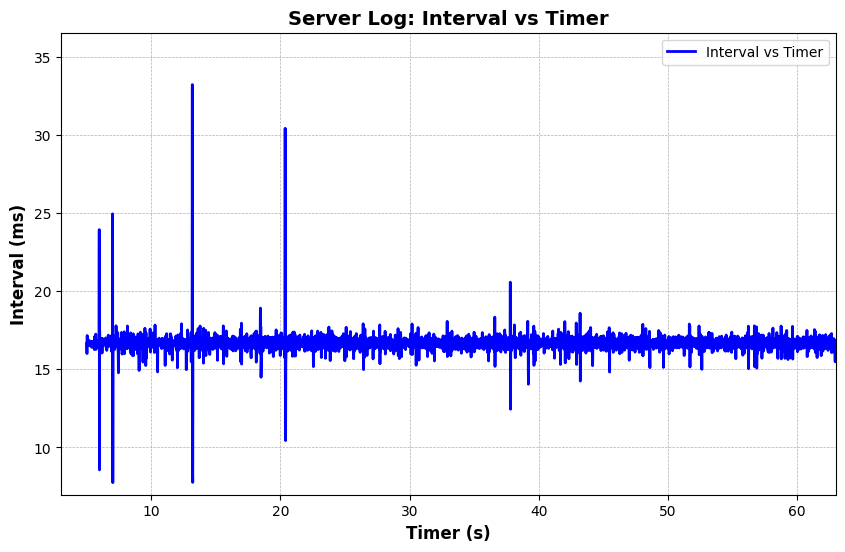 Server Log: Interval vs Timer
Interval vs Timer
35
30
25
20
15
10
Interval (ms)
10 20 30 40 50 60
Timer (s)